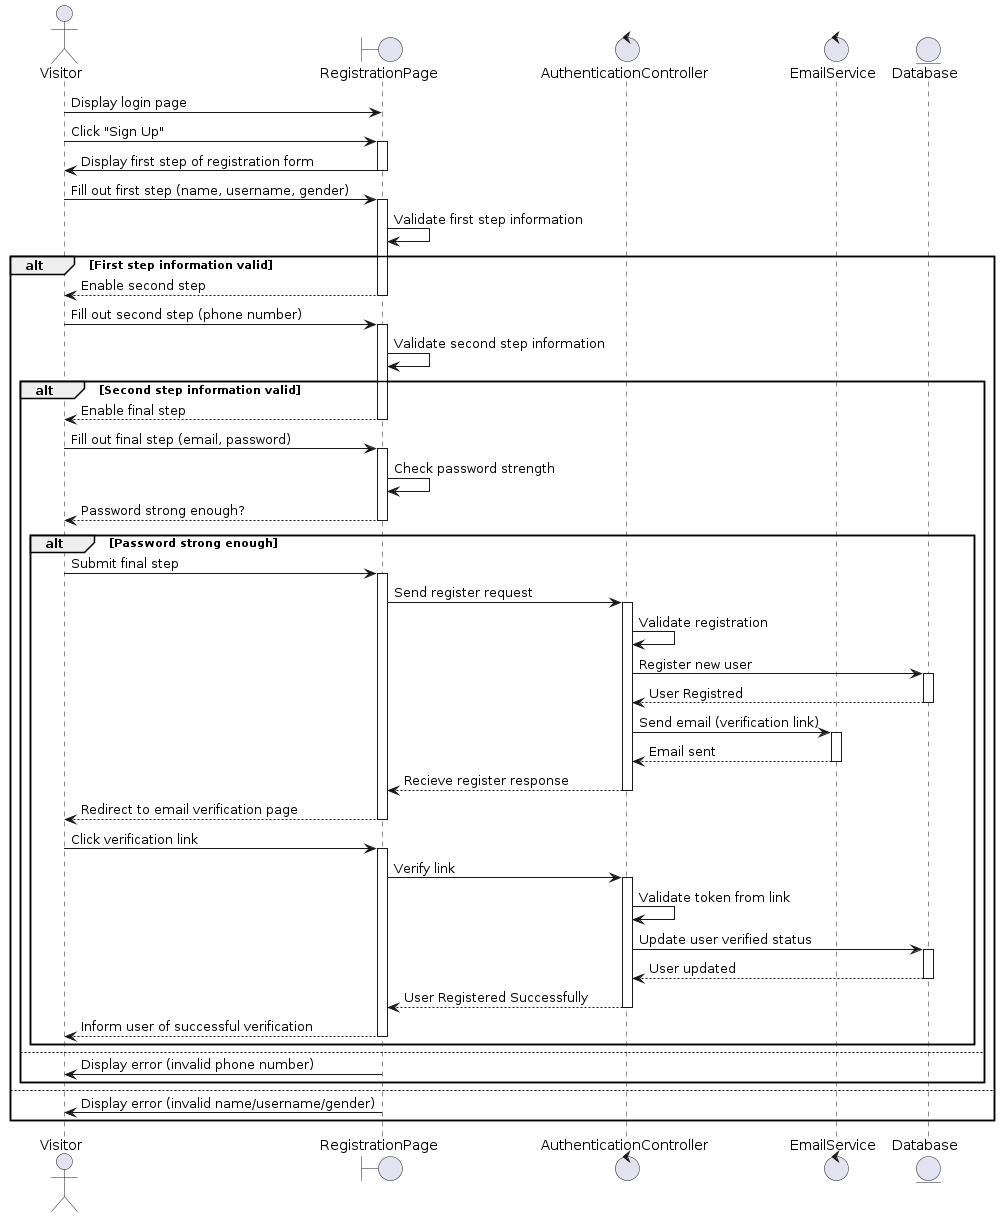 Visitor
RegistrationPage
AuthenticationController
EmailService
Database
Display login page
Click "Sign Up"
Display first step of registration form
Fill out first step (name, username, gender)
Validate first step information
alt
[First step information valid]
Enable second step
Fill out second step (phone number)
Validate second step information
alt
[Second step information valid]
Enable final step
Fill out final step (email, password)
Check password strength
Password strong enough?
alt
[Password strong enough]
Submit final step
Send register request
Validate registration
Register new user
User Registred
Send email (verification link)
Email sent
Recieve register response
Redirect to email verification page
Click verification link
Verify link
Validate token from link
Update user verified status
User updated
User Registered Successfully
Inform user of successful verification
Display error (invalid phone number)
Display error (invalid name/username/gender)
Visitor
RegistrationPage
AuthenticationController
EmailService
Database